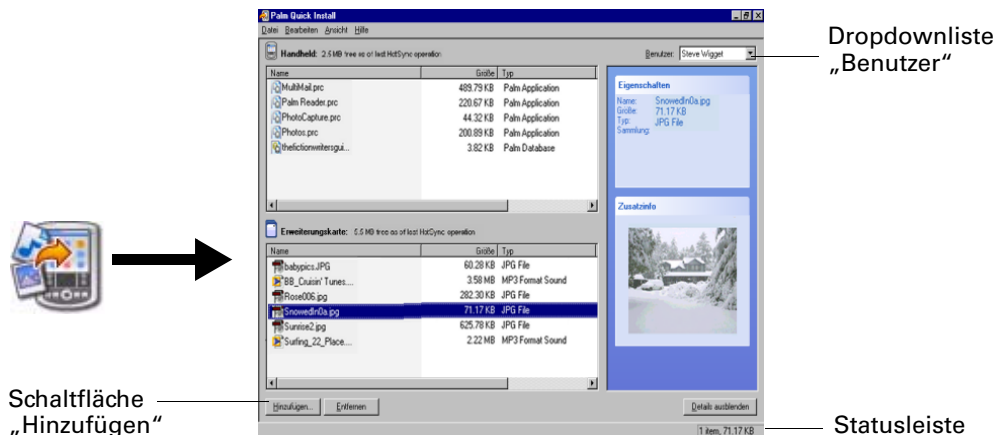 Palm Quick Install
Datei Bearbeiten Ansicht Hilfe
Handheld: 2.5 MB free as of last HotSync operation
Benutzer: Steve Wigget
Dropdownliste
„Benutzer“
Name Größe Typ
MultiMail.prc 489.79 KB Palm Application
Palm Reader.prc 220.67 KB Palm Application
PhotoCapture.prc 44.32 KB Palm Application
Photos.prc 200.89 KB Palm Application
thefictionwritersgui... 3.82 KB Palm Database
Eigenschaften
Name: SnowedIn0a.jpg
Größe: 71.17 KB
Typ: JPG File
Sammlung:
Zusatzinfo
Erweiterungskarte: 5.5 MB free as of last HotSync operation
Name Größe Typ
babypics.JPG 60.28 KB JPG File
BB_Cruisin' Tunes.... 3.58 MB MP3 Format Sound
Rose006.jpg 282.30 KB JPG File
SnowedIn0a.jpg 71.17 KB JPG File
Sunrise2.jpg 625.78 KB JPG File
Surfing_22_Place.... 2.22 MB MP3 Format Sound
Hinzufügen... Entfernen
Details ausblenden
1 item, 71.17 KB
Schaltfläche
„Hinzufügen“
Statusleiste